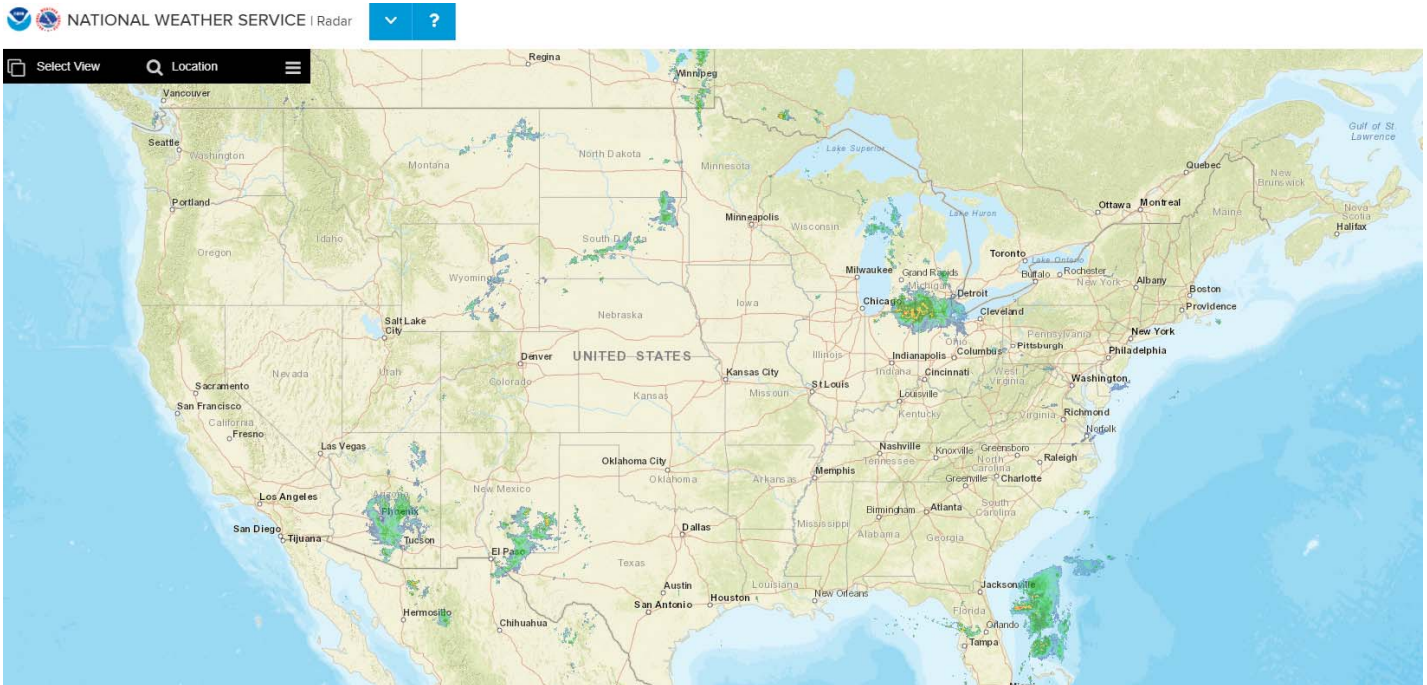 NATIONAL WEATHER SERVICE | Radar
?
Select View
Location
Regina
Winnipeg
Vancouver
Gulf of St.
Lawrence
Seattle
Washington
Montana
North Dakota
Minnesota
Lake Superior
Quebec
New
Brunswick
Portland
Minneapolis
Wisconsin
Lake Huron
Ottawa
Montreal
Maine
Nova
Scotia
Halifax
Oregon
Idaho
South Dakota
Toronto
Lake Ontario
Wyoming
Milwaukee
Grand Rapids
Michigan
Buffalo
Rochester
New York
Albany
Boston
Detroit
Chicago
Iowa
Cleveland
Providence
Nebraska
Salt Lake
City
Pennsylvania
New York
Ohio
Pittsburgh
Philadelphia
Denver
UNITED STATES
Illinois
Indianapolis
Columbus
Nevada
Utah
Colorado
Kansas City
Indiana
Cincinnati
West
Virginia
Washington
Sacramento
Kansas
Missouri
St Louis
Louisville
San Francisco
Kentucky
Virginia
Richmond
California
Fresno
Norfolk
Las Vegas
Nashville
Knoxville
Greensboro
Raleigh
Oklahoma City
Tennessee
North
Carolina
Memphis
Oklahoma
Arkansas
Greenville
Charlotte
Los Angeles
Arizona
New Mexico
Phoenix
Birmingham
Atlanta
South
Carolina
San Diego
Tijuana
Tucson
Dallas
Mississippi
Alabama
Georgia
El Paso
Texas
Austin
Louisiana
Jacksonville
San Antonio
Houston
New Orleans
Hermosillo
Florida
Chihuahua
Orlando
Tampa
Miami